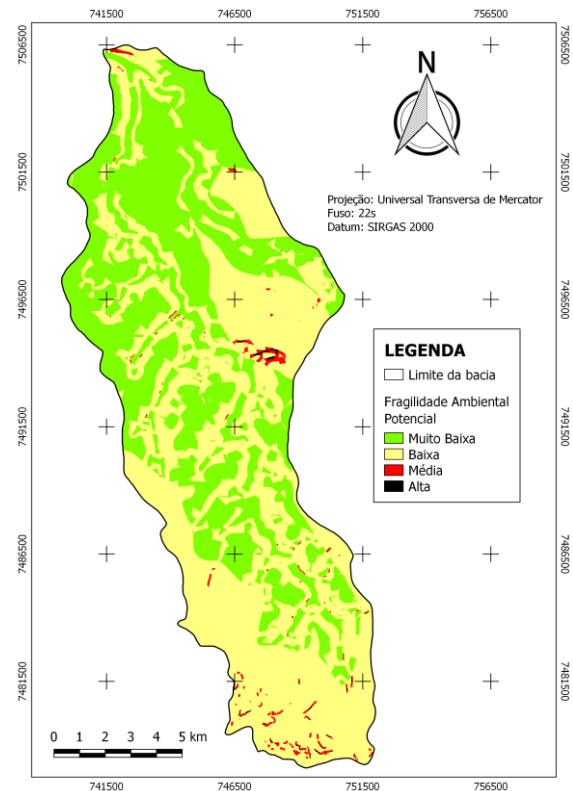 741500 746500 751500 756500
7506500 7506500
N
7501500 7501500
Projeção: Universal Transversa de Mercator
Fuso: 22s
Datum: SIRGAS 2000
7496500 7496500
LEGENDA
Limite da bacia
Fragilidade Ambiental
Potencial
Muito Baixa
Baixa
Média
Alta
7491500 7491500
7486500 7486500
7481500 7481500
0 1 2 3 4 5 km
741500 746500 751500 756500